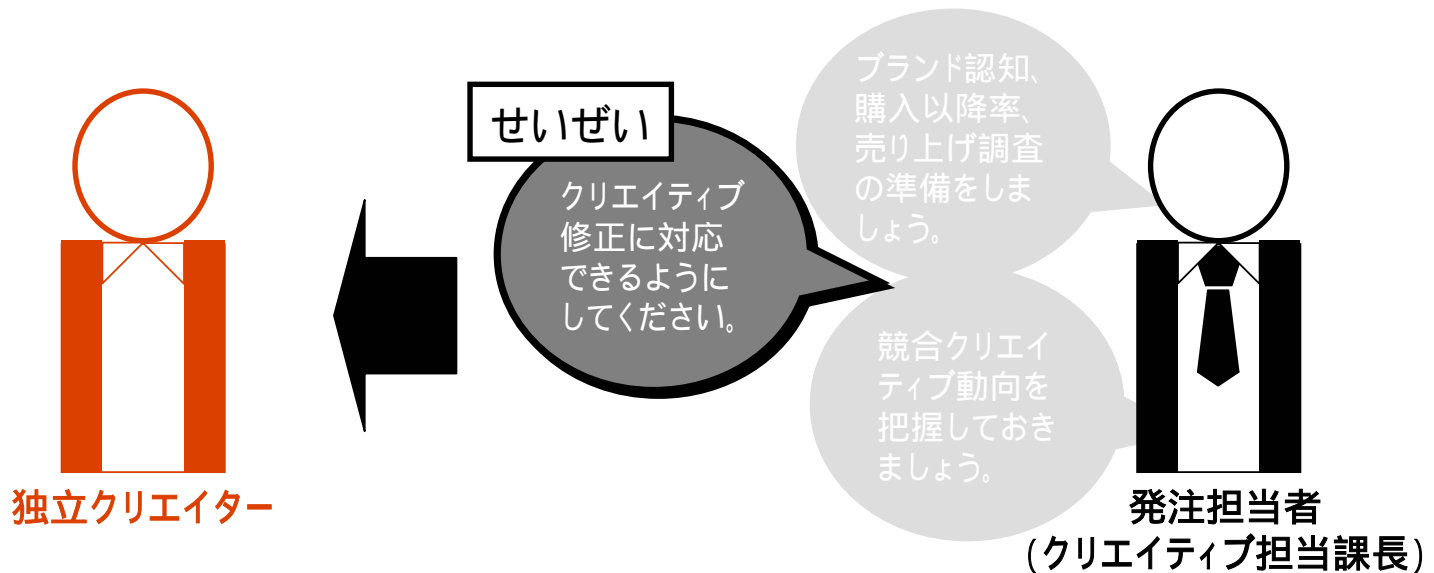 せいぜい
クリエイティブ
修正に対応
できるように
してください。
ブランド認知、
購入以降率、
売り上げ調査
の準備をしま
しょう。
競合クリエイ
ティブ動向を
把握しておき
ましょう。
独立クリエイター
発注担当者
(クリエイティブ担当課長)